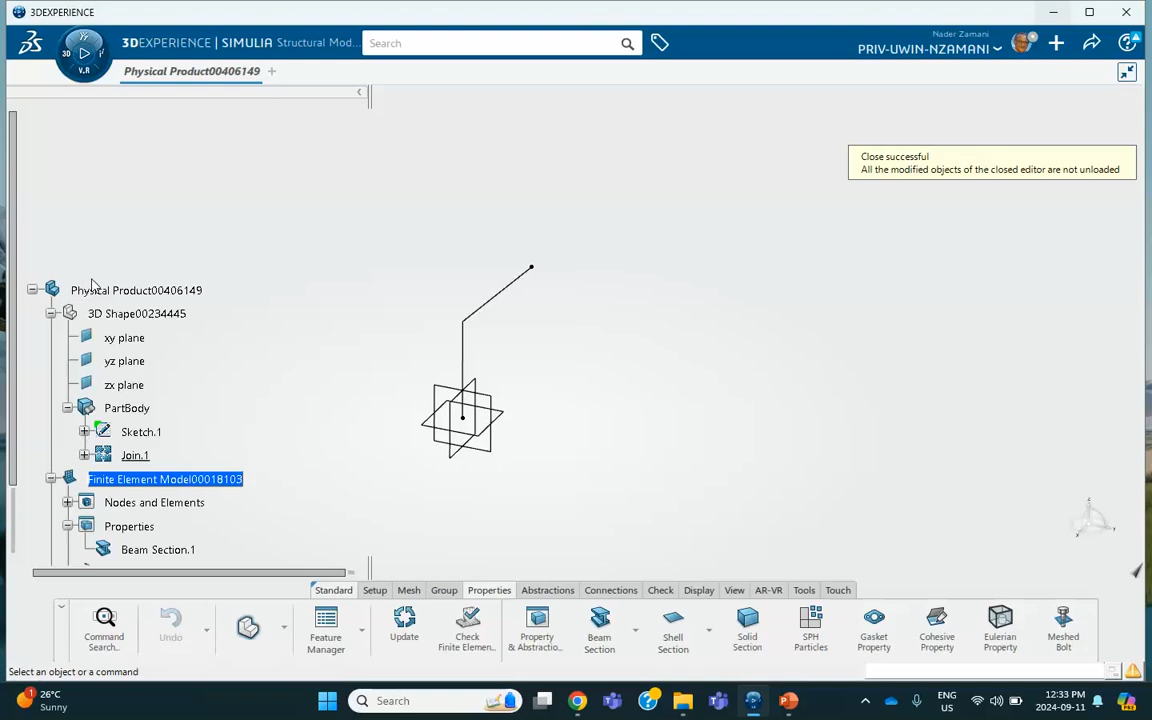 3DEXPERIENCE
3DEXPERIENCE | SIMULIA Structural Mod...
Search
Nader Zamani
PRIV-UWIN-NZAMANI
3D
V.R
Physical Product00406149
Close successful
All the modified objects of the closed editor are not unloaded
Physical Product00406149
3D Shape00234445
xy plane
yz plane
zx plane
PartBody
Sketch.1
Join.1
Finite Element Model00018103
Nodes and Elements
Properties
Beam Section.1
Standard Setup Mesh Group Properties Abstractions Connections Check Display View AR-VR Tools Touch
Command Search...
Undo
Feature Manager
Update
Check Finite Elemen...
Property & Abstractio...
Beam Section
Shell Section
Solid Section
SPH Particles
Gasket Property
Cohesive Property
Eulerian Property
Meshed Bolt
Select an object or a command
26°C
Sunny
Search
ENG
US
12:33 PM
2024-09-11